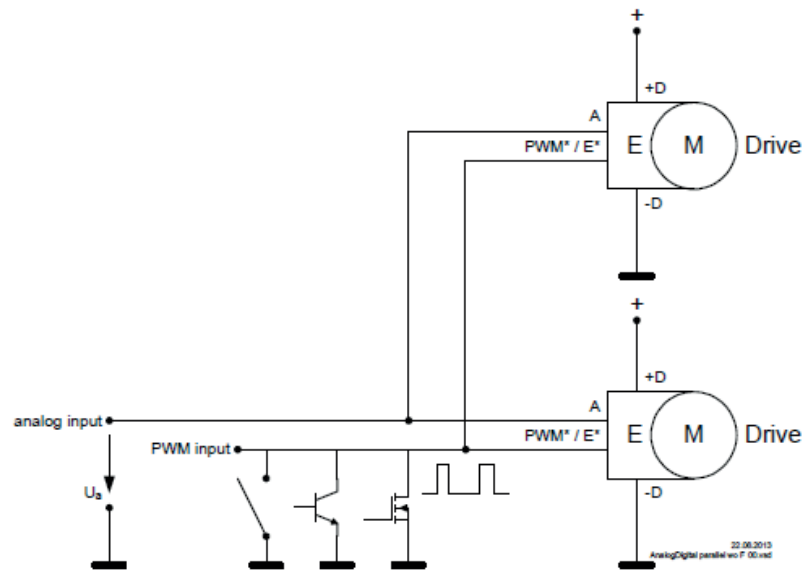 +
+D
A
PWM* / E*
E
M
Drive
-D
+
+D
analog input
A
PWM input
PWM* / E*
E
M
Drive
Ua
-D
22.08.2013
AnalogDigital parallel wo F 00.vsd